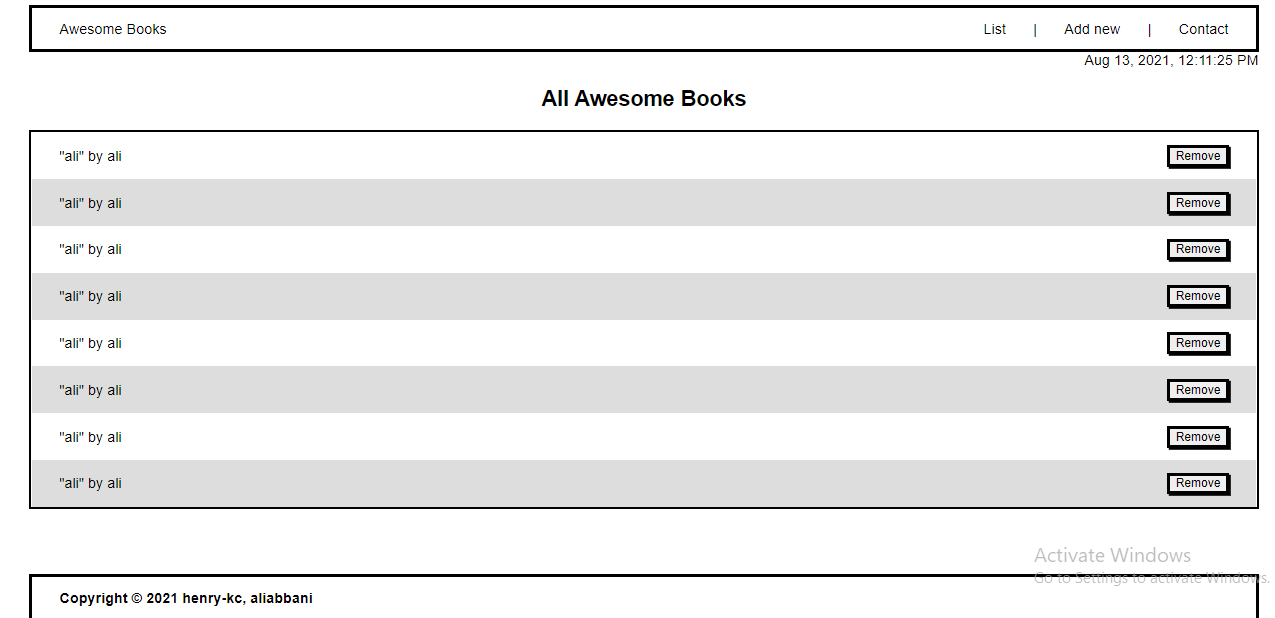 Awesome Books List | Add new | Contact
Aug 13, 2021, 12:11:25 PM
All Awesome Books
"ali" by ali Remove
"ali" by ali Remove
"ali" by ali Remove
"ali" by ali Remove
"ali" by ali Remove
"ali" by ali Remove
"ali" by ali Remove
"ali" by ali Remove
Activate Windows
Go to Settings to activate Windows.
Copyright © 2021 henry-kc, aliabbani